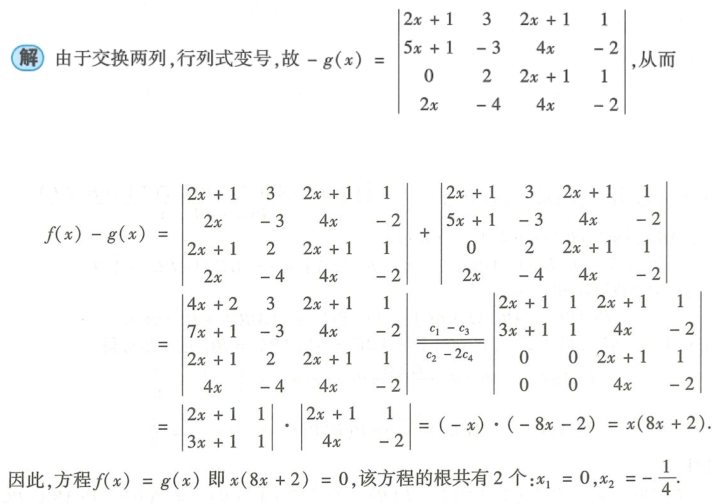 解 由于交换两列,行列式变号,故 - g(x) = | 2x + 1 3 2x + 1 1 | ,从而
| 5x + 1 - 3 4x - 2 |
| 0 2 2x + 1 1 |
| 2x - 4 4x - 2 |
f(x) - g(x) = | 2x + 1 3 2x + 1 1 | + | 2x + 1 3 2x + 1 1 |
| 2x - 3 4x - 2 | | 5x + 1 - 3 4x - 2 |
| 2x + 1 2 2x + 1 1 | | 0 2 2x + 1 1 |
| 2x - 4 4x - 2 | | 2x - 4 4x - 2 |
= | 4x + 2 3 2x + 1 1 | c₁ - c₃ | 2x + 1 1 2x + 1 1 |
| 7x + 1 - 3 4x - 2 | c₂ - 2c₄ | 3x + 1 1 4x - 2 |
| 2x + 1 2 2x + 1 1 | | 0 0 2x + 1 1 |
| 4x - 4 4x - 2 | | 0 0 4x - 2 |
= | 2x + 1 1 | · | 2x + 1 1 | = ( - x) · ( - 8x - 2) = x(8x + 2).
| 3x + 1 1 | | 4x - 2 |
因此,方程f(x) = g(x) 即 x(8x + 2) = 0,该方程的根共有 2 个:x₁ = 0,x₂ = - 1/4.